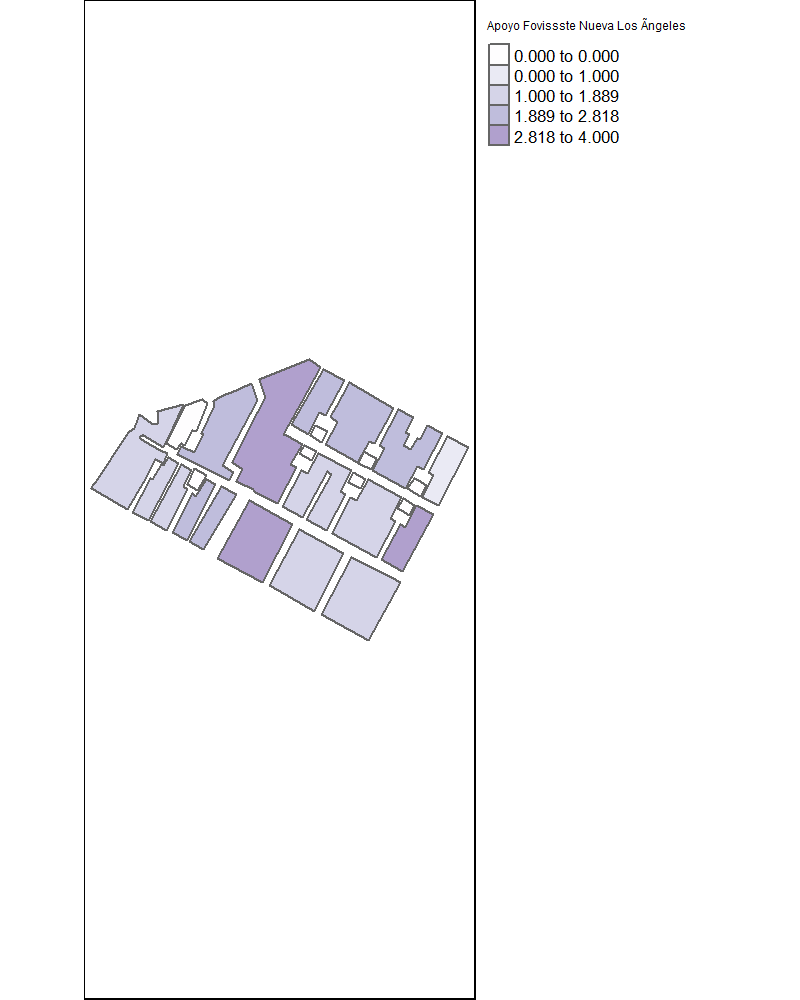 Apoyo Fovissste Nueva Los Ãngeles
0.000 to 0.000
0.000 to 1.000
1.000 to 1.889
1.889 to 2.818
2.818 to 4.000